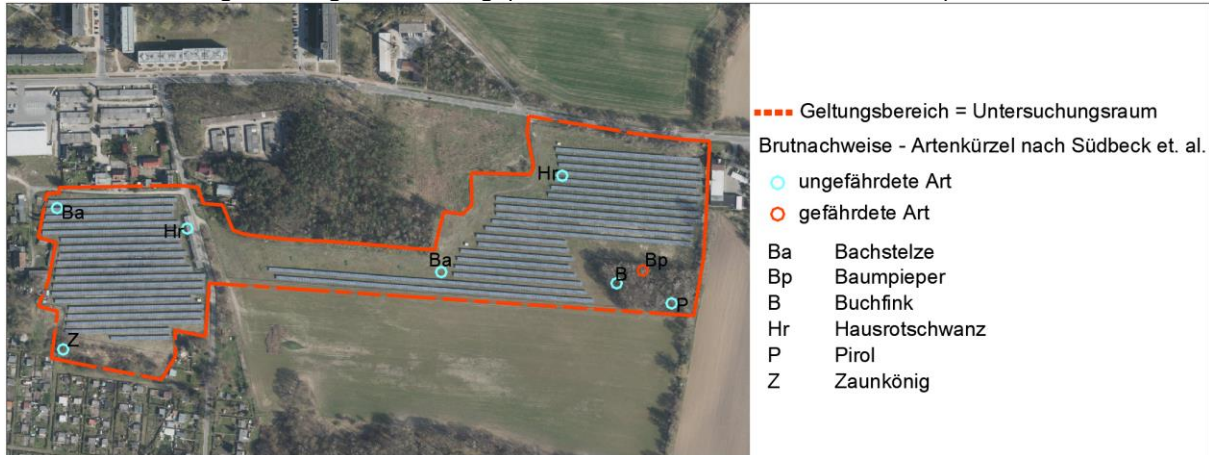 Geltungsbereich = Untersuchungsraum
Brutnachweise - Artenkürzel nach Südbeck et. al.
ungefährdete Art
gefährdete Art
Ba Bachstelze
Bp Baumpieper
B Buchfink
Hr Hausrotschwanz
P Pirol
Z Zaunkönig
Hr
Ba
Hr
Ba
Bp
B
P
Z